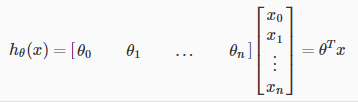 h_θ(x) = [θ_0 θ_1 … θ_n] [x_0 x_1 ⋮ x_n] = θ^T x